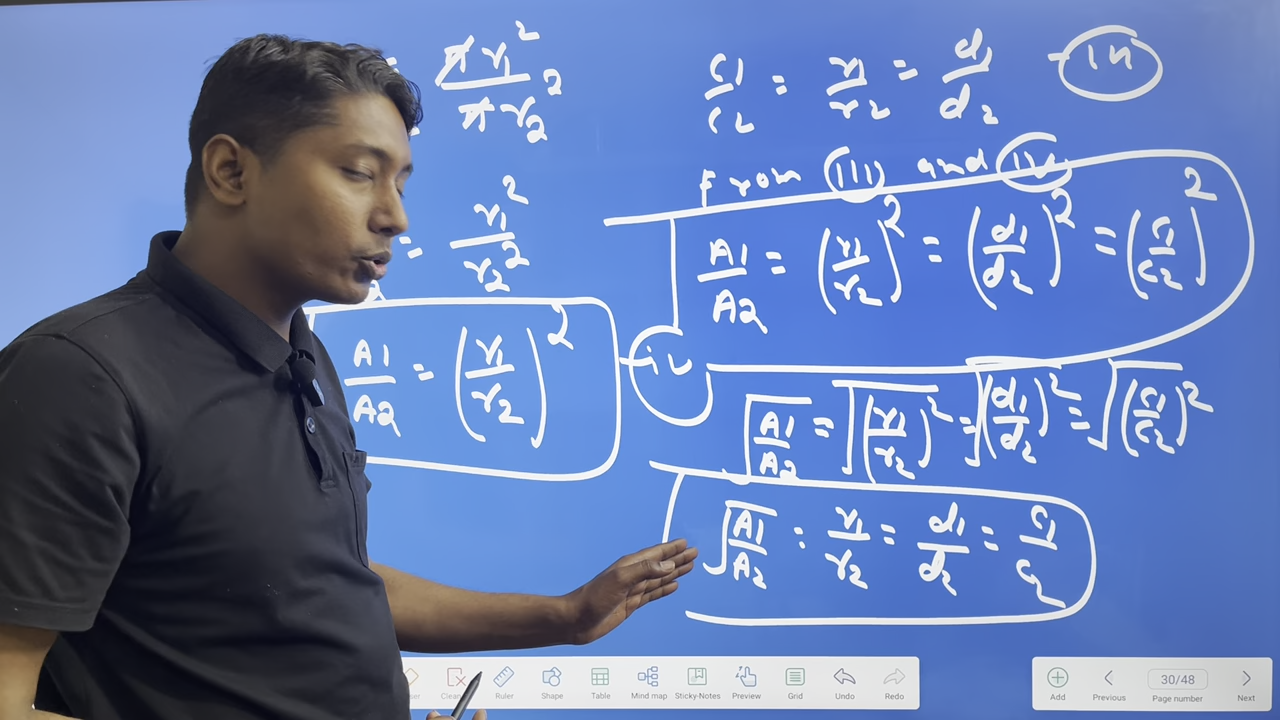 = πr₁² / πr₂²
= r₁² / r₂²
A1/A2 = (r₁/r₂)²
C1/C2 = r₁/r₂ = d₁/d₂ - (iii)
From (iii) and (iv)
A1/A2 = (r₁/r₂)² = (d₁/d₂)² = (C₁/C₂)²
iv
√(A1/A2) = √(r₁/r₂)² = √(d₁/d₂)² = √(C₁/C₂)²
√(A1/A2) = r₁/r₂ = d₁/d₂ = C₁/C₂
Ruler Shape Table Mind map Sticky-Notes Preview Grid Undo Redo
Add Previous 30/48 Page number Next